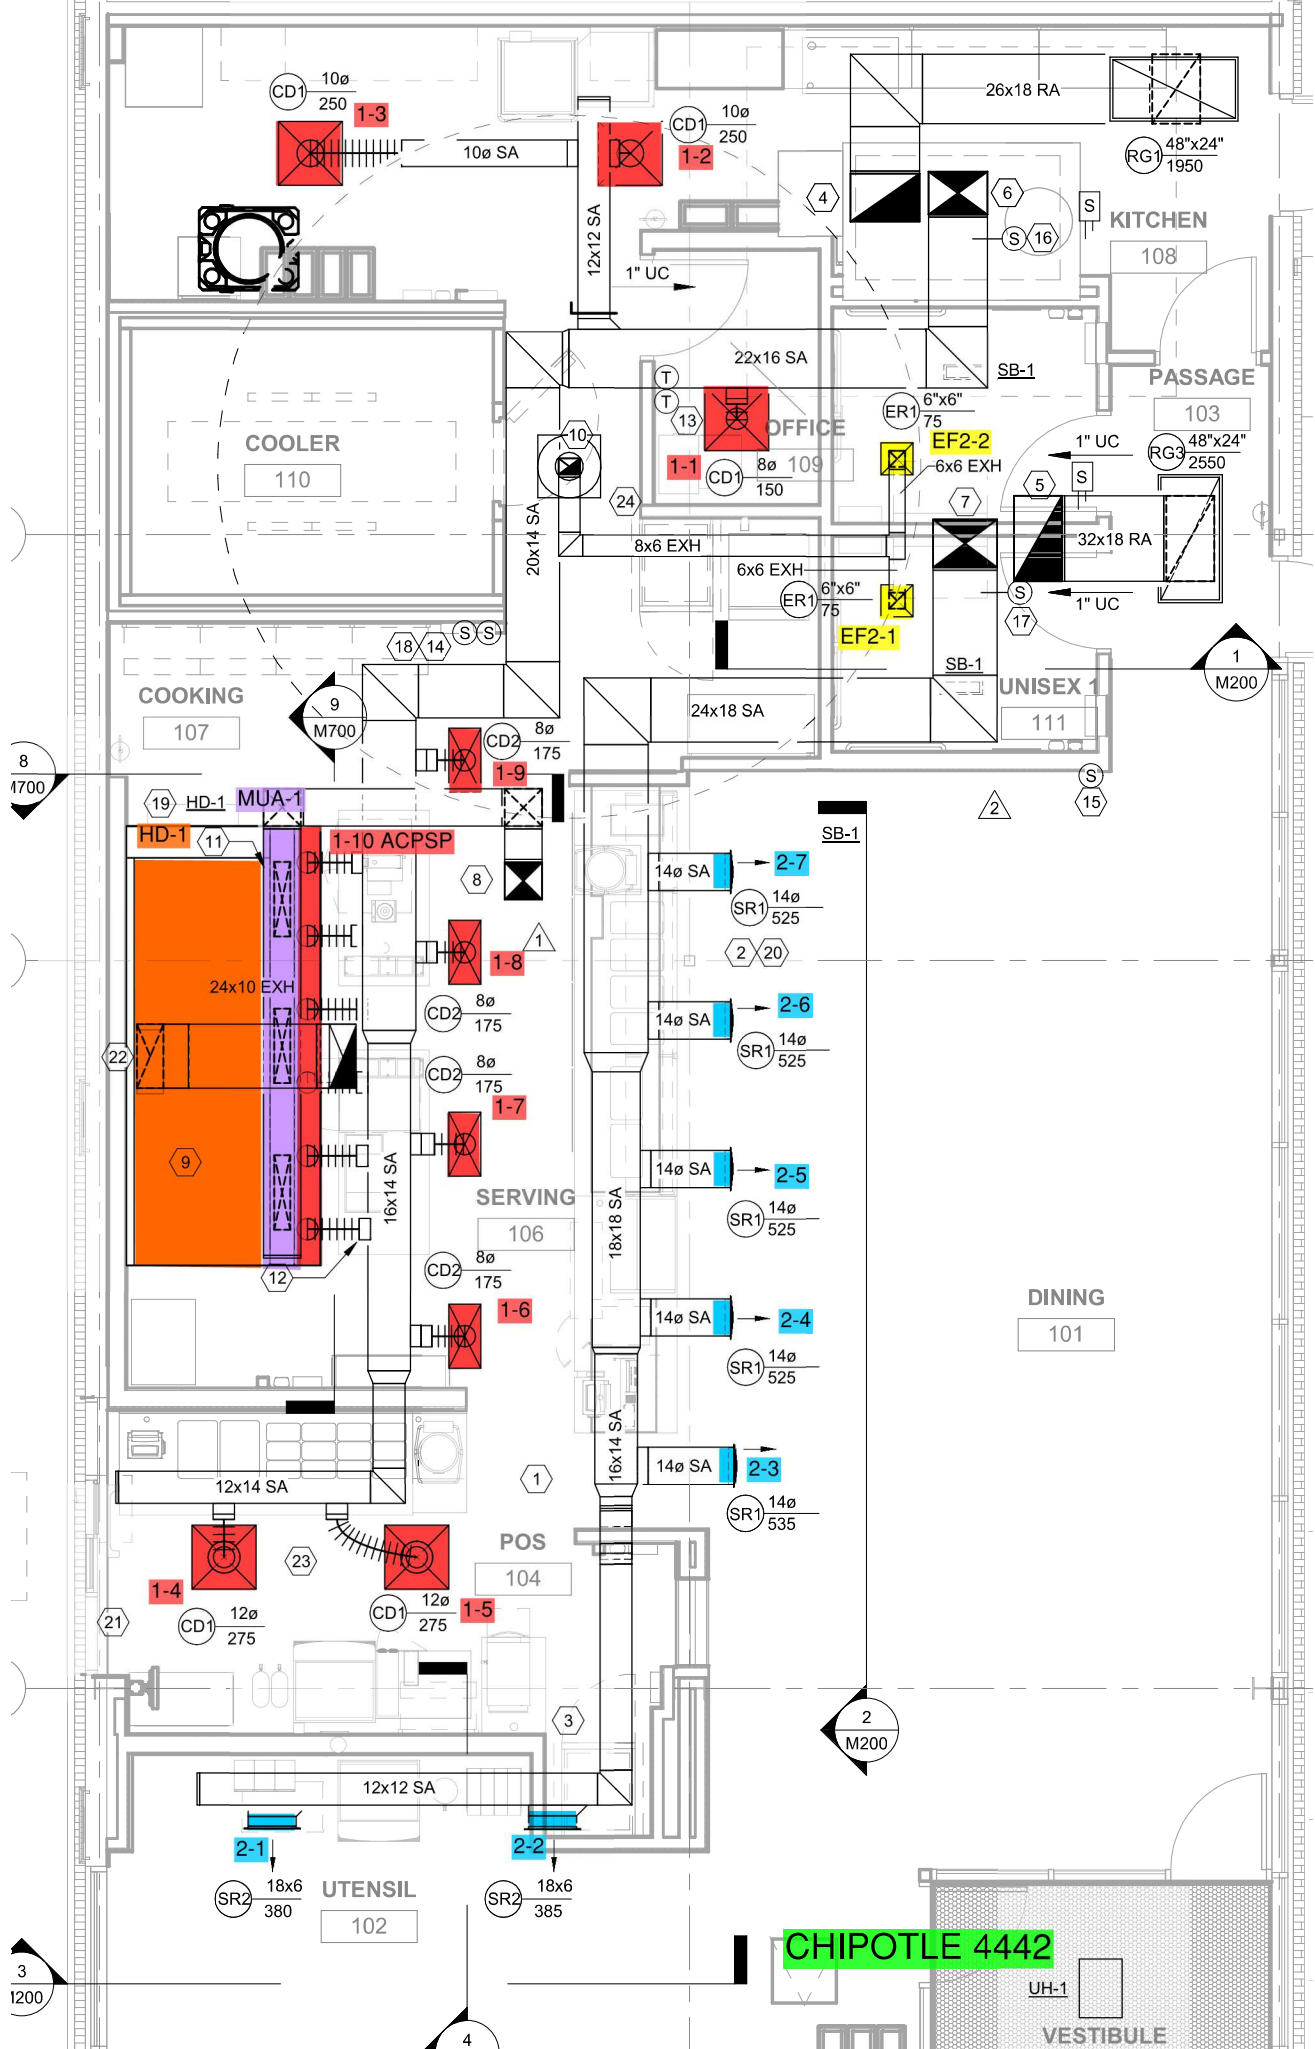 CD1 10ø
250
1-3
10ø SA
CD1 10ø
250
1-2
26x18 RA
RG1 48"x24"
1950
4
6
S
S 16
KITCHEN
108
12x12 SA
1" UC
22x16 SA
SB-1
PASSAGE
103
T
T
13
OFFICE
109
ER1 6"x6"
75
EF2-2
6x6 EXH
1" UC
RG3 48"x24"
2550
COOLER
110
10
1-1
CD1 8ø
150
24
20x14 SA
8x6 EXH
6x6 EXH
7
5
S
32x18 RA
ER1 6"x6"
75
EF2-1
S
17
1" UC
18 14
S S
SB-1
1
M200
COOKING
107
9
M700
24x18 SA
UNISEX 1
111
CD2 8ø
175
1-9
8
M700
S
15
19 HD-1
MUA-1
HD-1
11
1-10 ACPSP
2
SB-1
8
14ø SA
2-7
SR1 14ø
525
1
1-8
2 20
24x10 EXH
CD2 8ø
175
14ø SA
2-6
SR1 14ø
525
22
CD2 8ø
175
1-7
9
16x14 SA
14ø SA
2-5
SERVING
106
18x18 SA
SR1 14ø
525
12
CD2 8ø
175
1-6
14ø SA
2-4
DINING
101
SR1 14ø
525
16x14 SA
12x14 SA
1
14ø SA
2-3
SR1 14ø
535
POS
104
23
1-4
CD1 12ø
275
CD1 12ø
275
1-5
21
3
2
M200
12x12 SA
2-1
2-2
SR2 18x6
380
UTENSIL
102
SR2 18x6
385
CHIPOTLE 4442
3
M200
UH-1
VESTIBULE
4